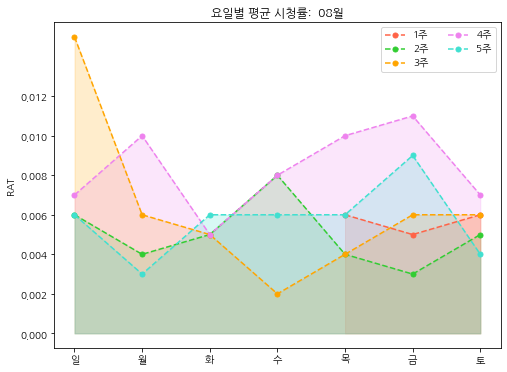 요일별 평균 시청률: 08월
1주
2주
3주
4주
5주
RAT
0,012
0,010
0,008
0,006
0,004
0,002
0,000
일 월 화 수 목 금 토